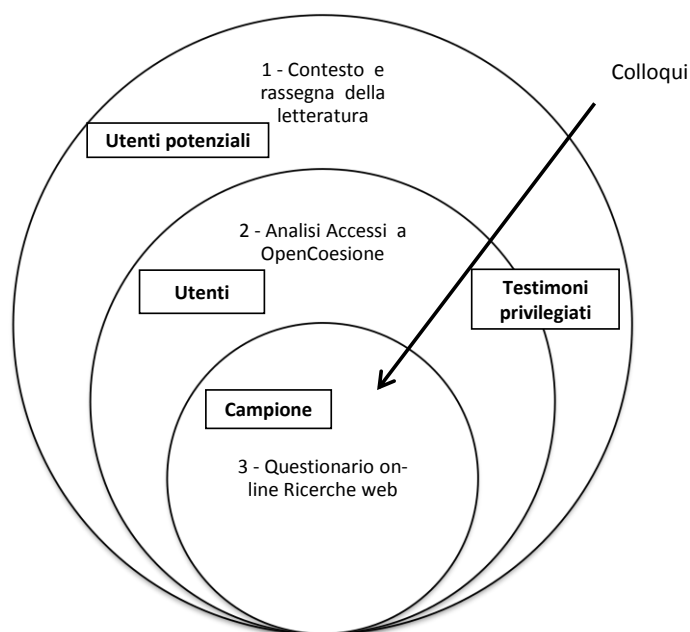 1 - Contesto e
rassegna della
letteratura
Colloqui
Utenti potenziali
2 - Analisi Accessi a
OpenCoesione
Utenti
Testimoni
privilegiati
Campione
3 - Questionario on-
line Ricerche web